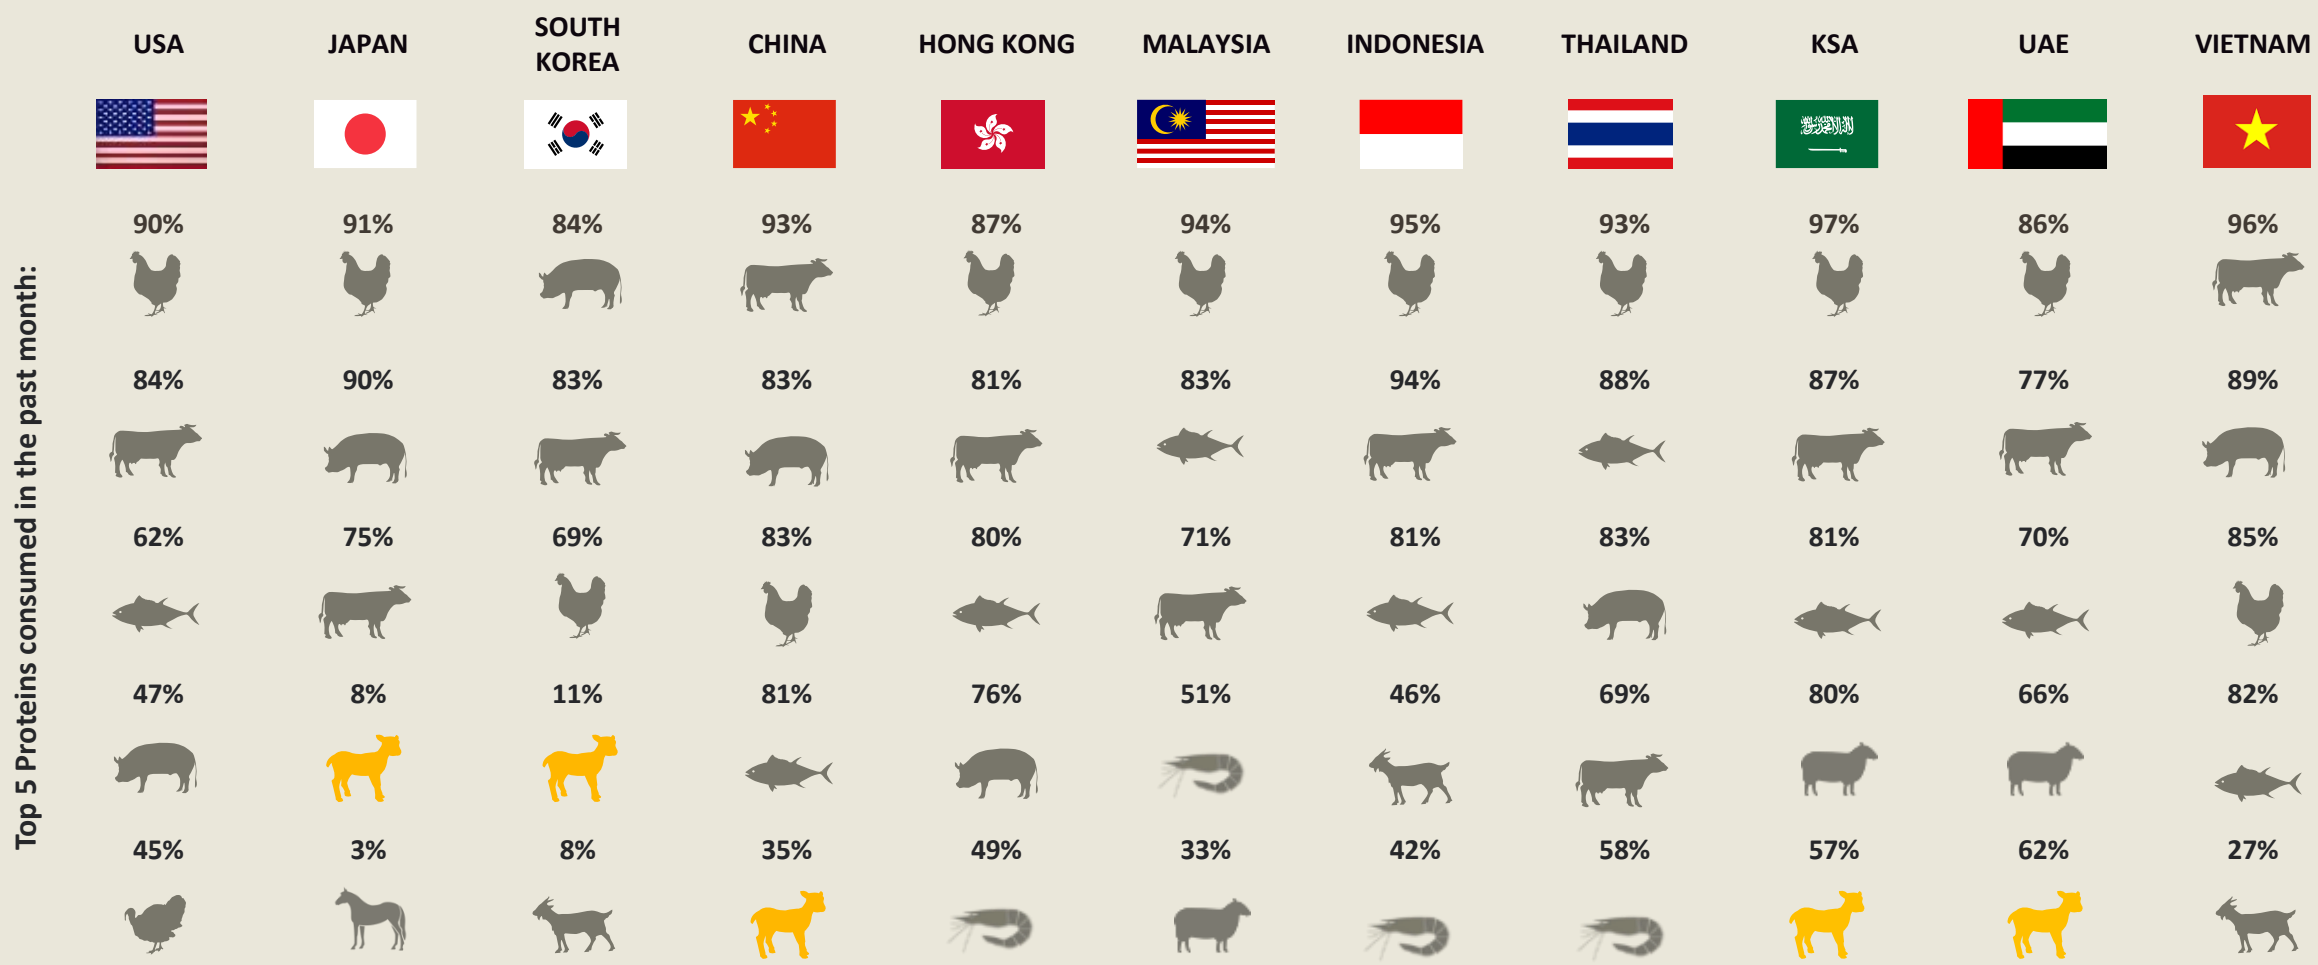 USA JAPAN SOUTH KOREA CHINA HONG KONG MALAYSIA INDONESIA THAILAND KSA UAE VIETNAM
Top 5 Proteins consumed in the past month:
90% 91% 84% 93% 87% 94% 95% 93% 97% 86% 96%
84% 90% 83% 83% 81% 83% 94% 88% 87% 77% 89%
62% 75% 69% 83% 80% 71% 81% 83% 81% 70% 85%
47% 8% 11% 81% 76% 51% 46% 69% 80% 66% 82%
45% 3% 8% 35% 49% 33% 42% 58% 57% 62% 27%